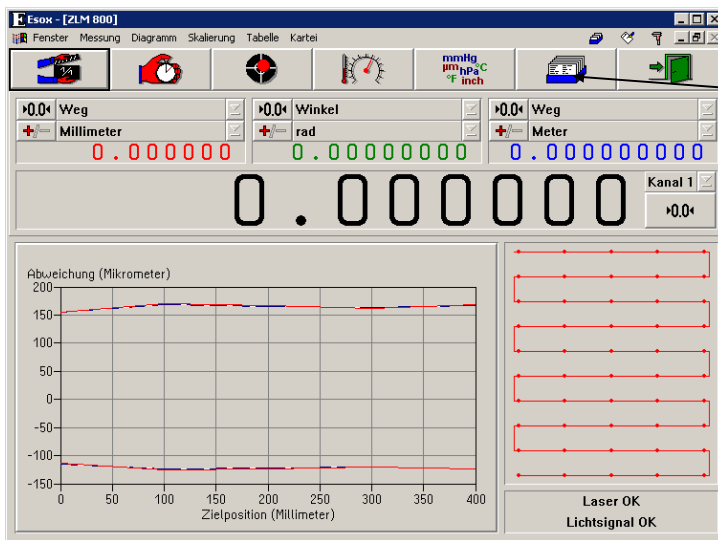 Esox - [ZLM 800]
Fenster Messung Diagramm Skalierung Tabelle Kartei
1/4
mmHg
µm hPa °C
°F inch
0.0 Weg
+/- Millimeter
0.000000
0.0 Winkel
+/- rad
0.00000000
0.0 Weg
+/- Meter
0.000000000
0.000000
Kanal 1
0.0
Abweichung (Mikrometer)
200
150
100
50
0
-50
-100
-150
0 50 100 150 200 250 300 350 400
Zielposition (Millimeter)
Laser OK
Lichtsignal OK